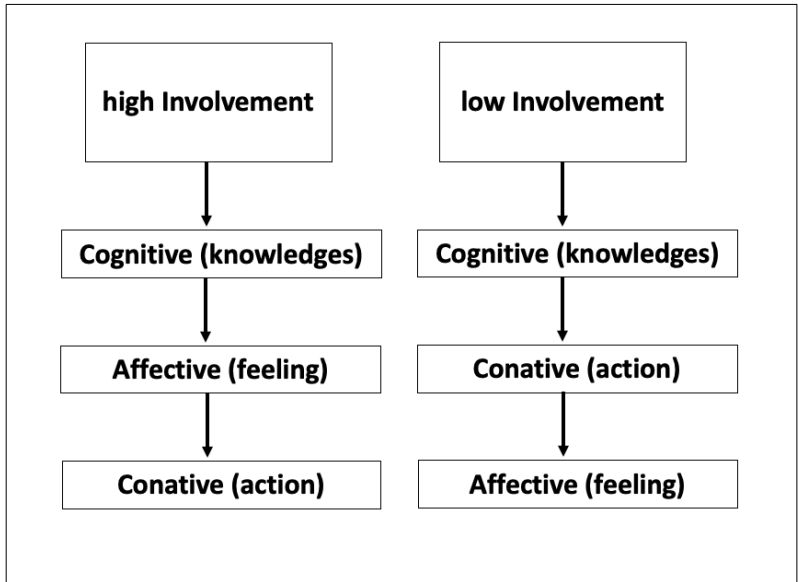 high Involvement
Cognitive (knowledges)
Affective (feeling)
Conative (action)
low Involvement
Cognitive (knowledges)
Conative (action)
Affective (feeling)